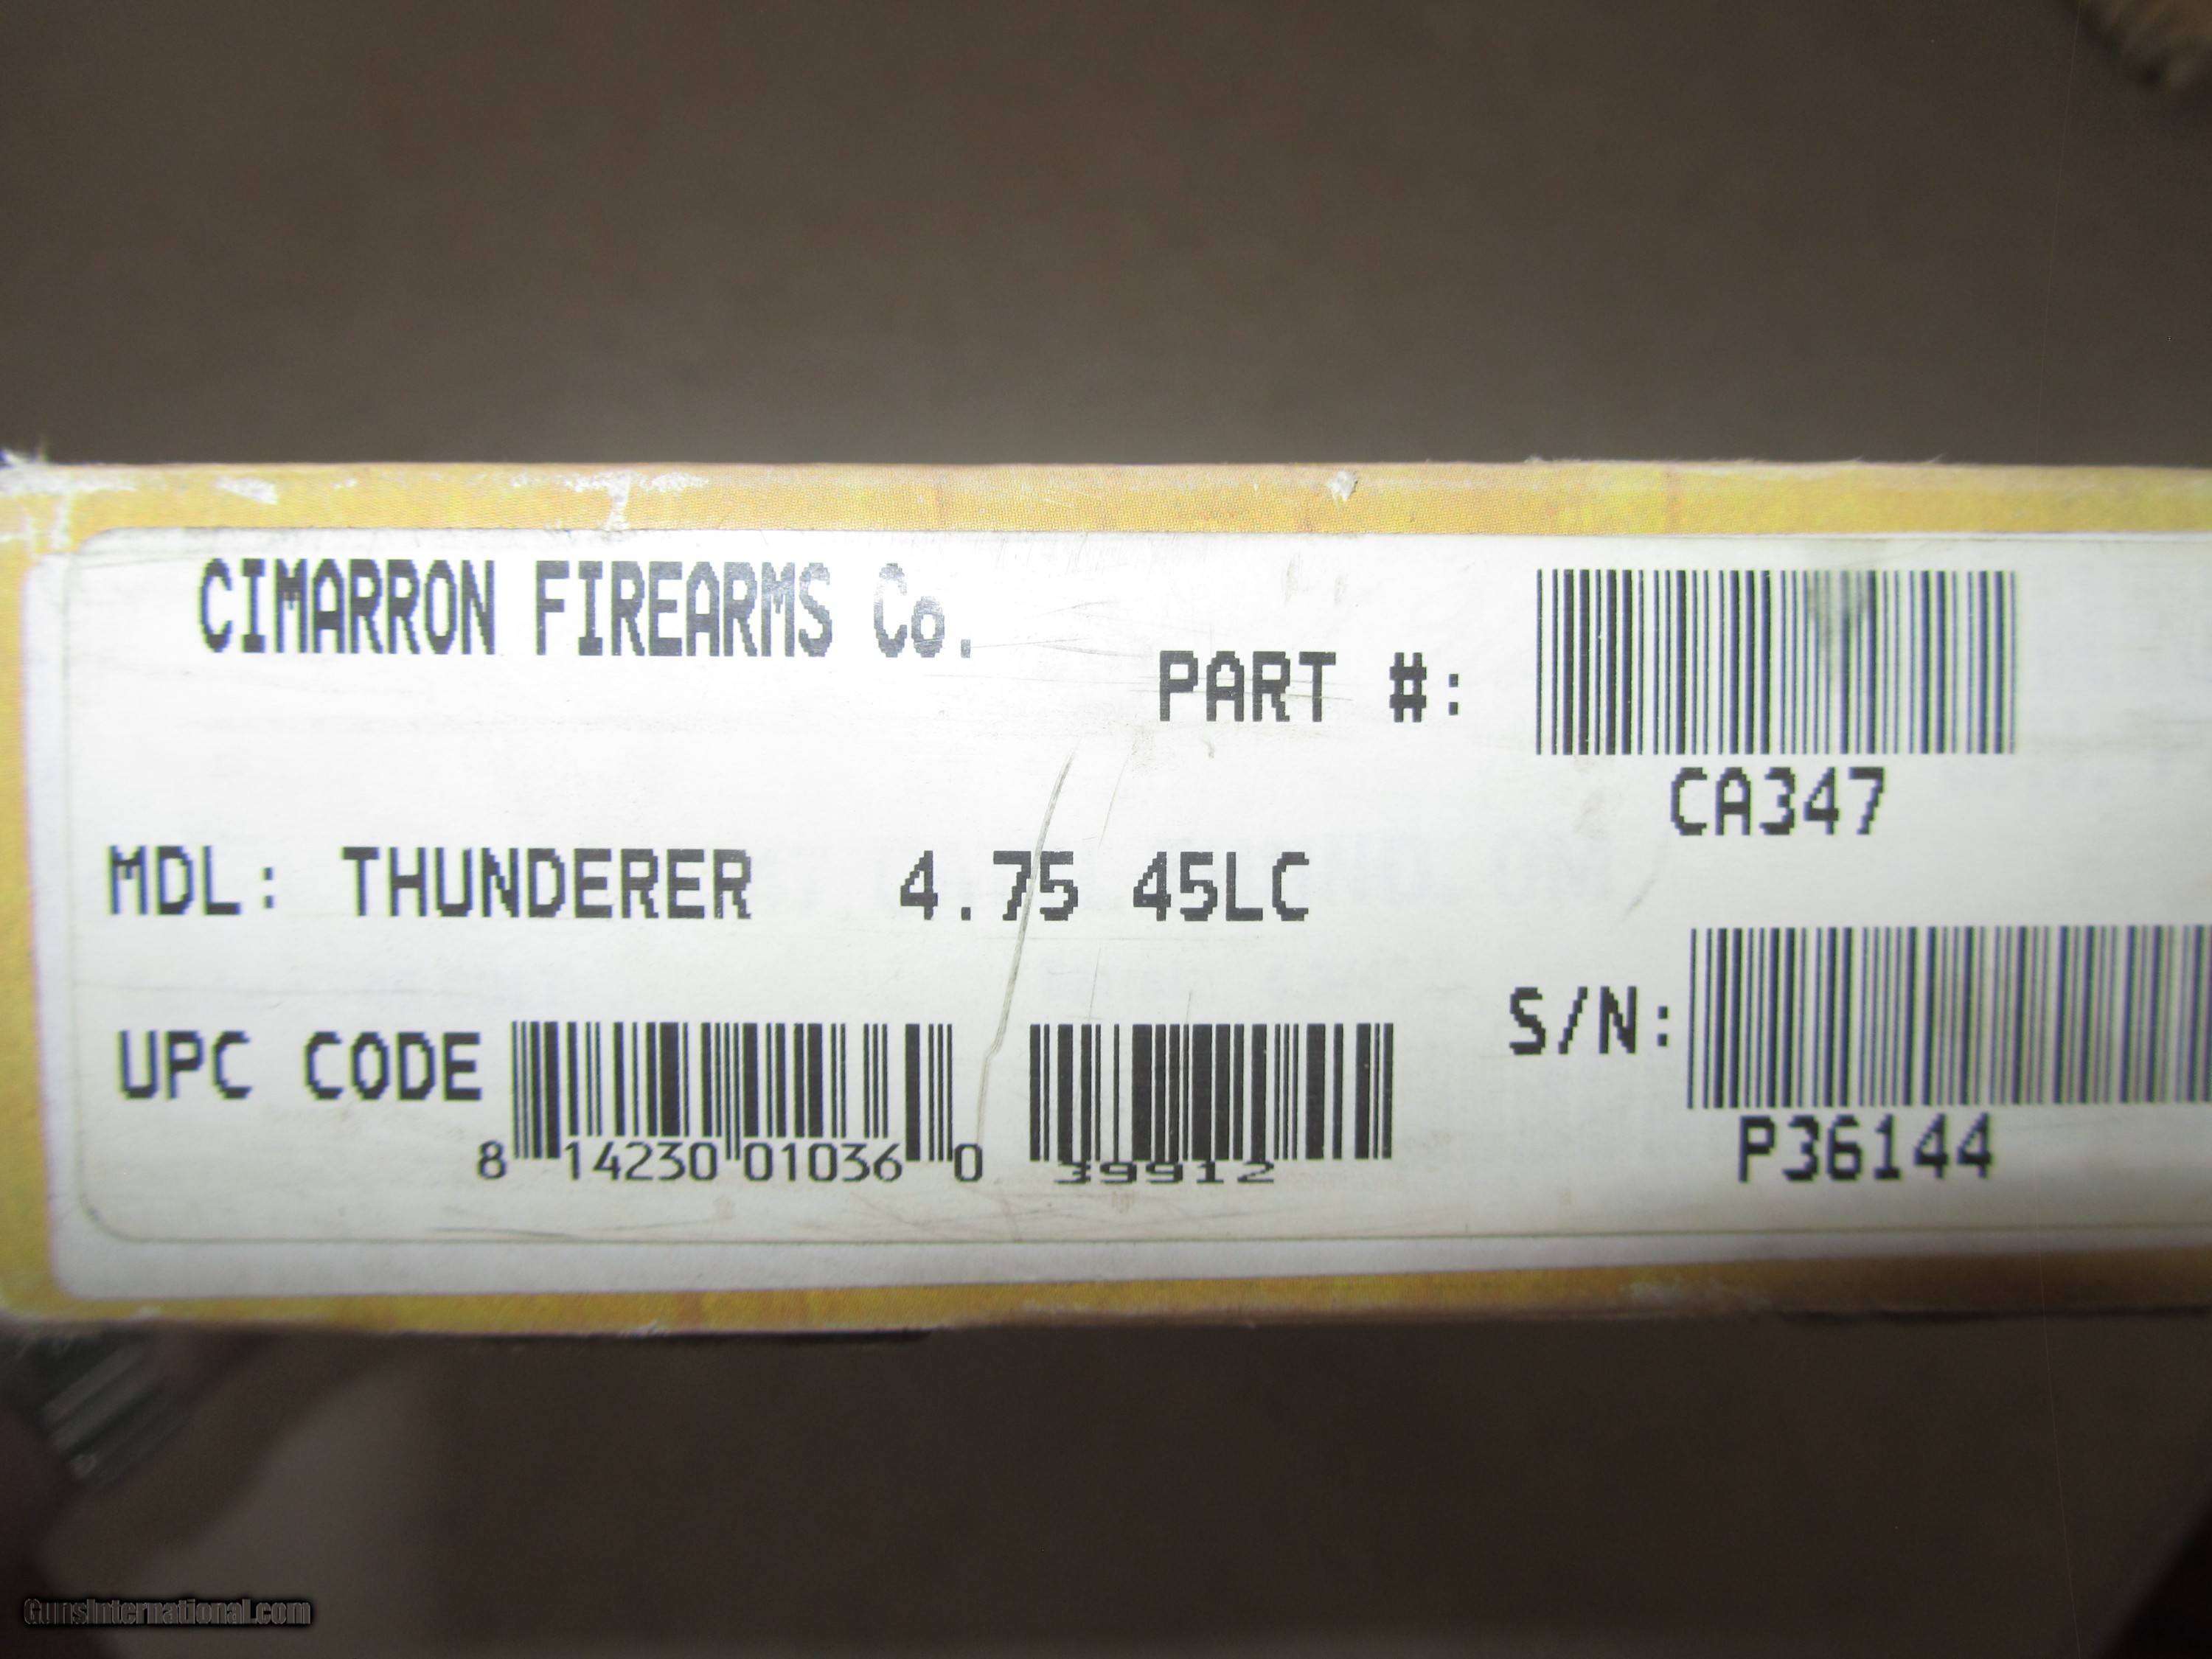 CIMARRON FIREARMS Co.
PART #:
CA347
MDL: THUNDERER 4.75 45LC
UPC CODE
8 14230 01036 0 39912
S/N:
P36144
GunsInternational.com